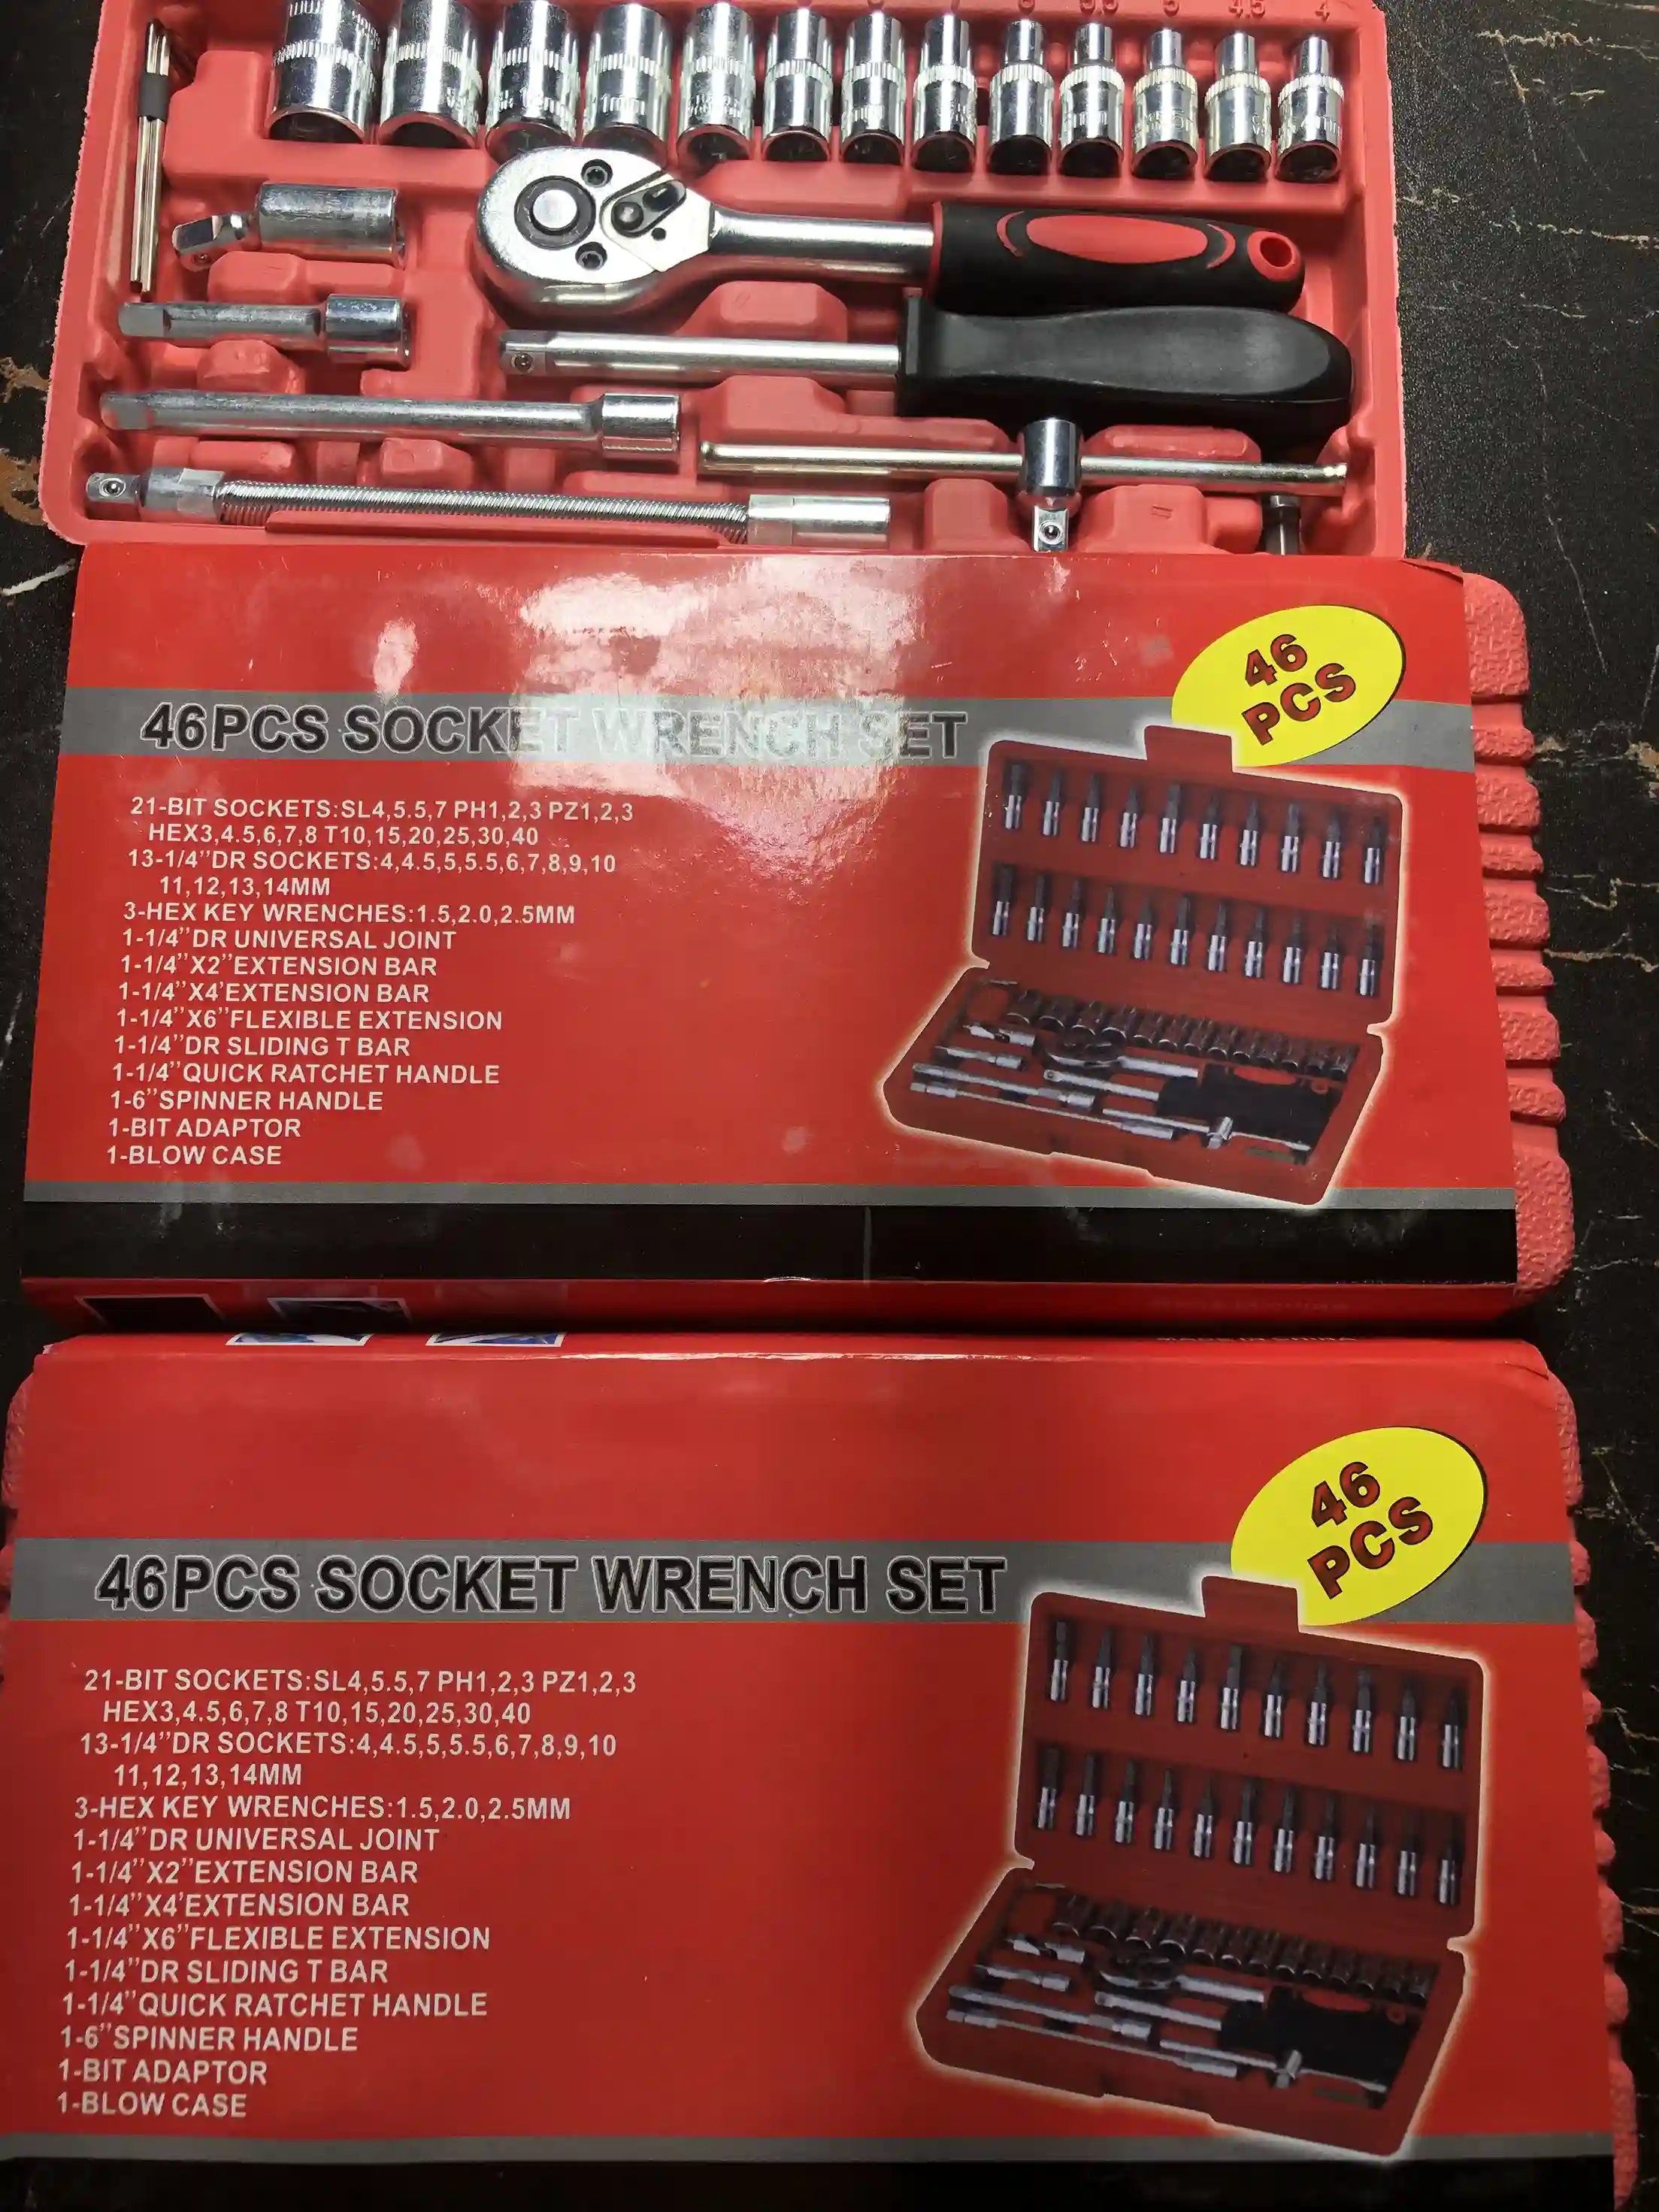 5.5
5
4.5
4
46
PCS
46PCS SOCKET WRENCH SET
21-BIT SOCKETS:SL4,5.5,7 PH1,2,3 PZ1,2,3
HEX3,4.5,6,7,8 T10,15,20,25,30,40
13-1/4"DR SOCKETS:4,4.5,5,5.5,6,7,8,9,10
11,12,13,14MM
3-HEX KEY WRENCHES:1.5,2.0,2.5MM
1-1/4"DR UNIVERSAL JOINT
1-1/4"X2"EXTENSION BAR
1-1/4"X4'EXTENSION BAR
1-1/4"X6"FLEXIBLE EXTENSION
1-1/4"DR SLIDING T BAR
1-1/4"QUICK RATCHET HANDLE
1-6"SPINNER HANDLE
1-BIT ADAPTOR
1-BLOW CASE
MADE IN CHINA
46
PCS
46PCS SOCKET WRENCH SET
21-BIT SOCKETS:SL4,5.5,7 PH1,2,3 PZ1,2,3
HEX3,4.5,6,7,8 T10,15,20,25,30,40
13-1/4"DR SOCKETS:4,4.5,5,5.5,6,7,8,9,10
11,12,13,14MM
3-HEX KEY WRENCHES:1.5,2.0,2.5MM
1-1/4"DR UNIVERSAL JOINT
1-1/4"X2"EXTENSION BAR
1-1/4"X4'EXTENSION BAR
1-1/4"X6"FLEXIBLE EXTENSION
1-1/4"DR SLIDING T BAR
1-1/4"QUICK RATCHET HANDLE
1-6"SPINNER HANDLE
1-BIT ADAPTOR
1-BLOW CASE